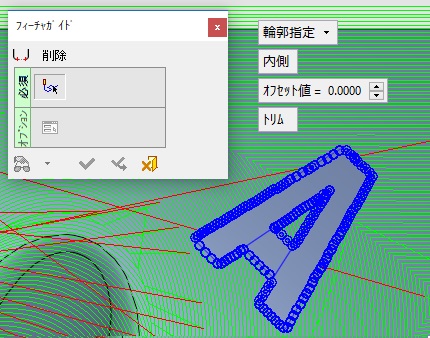 フィーチャガイド
削除
必須
オプション
輪郭指定
内側
オフセット値 = 0.0000
トリム